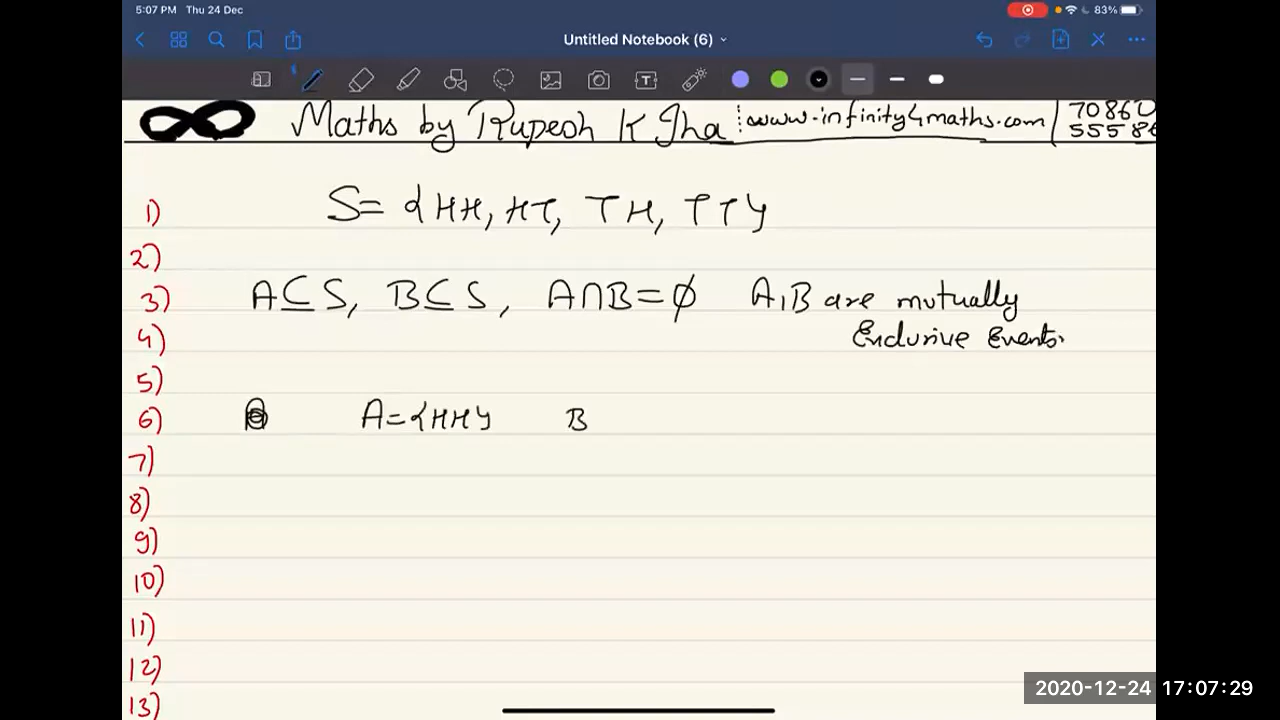 5:07 PM Thu 24 Dec
83%
Untitled Notebook (6)
Maths by Rupesh K Jha www.infinity4maths.com
70860
555 86
1) S= {HH, HT, TH, TT}
2)
3) A⊆S, B⊆S, A∩B=∅ A,B are mutually
4) Exclusive Events.
5)
6) A={HH} B
7)
8)
9)
10)
11)
12)
13)
2020-12-24 17:07:29